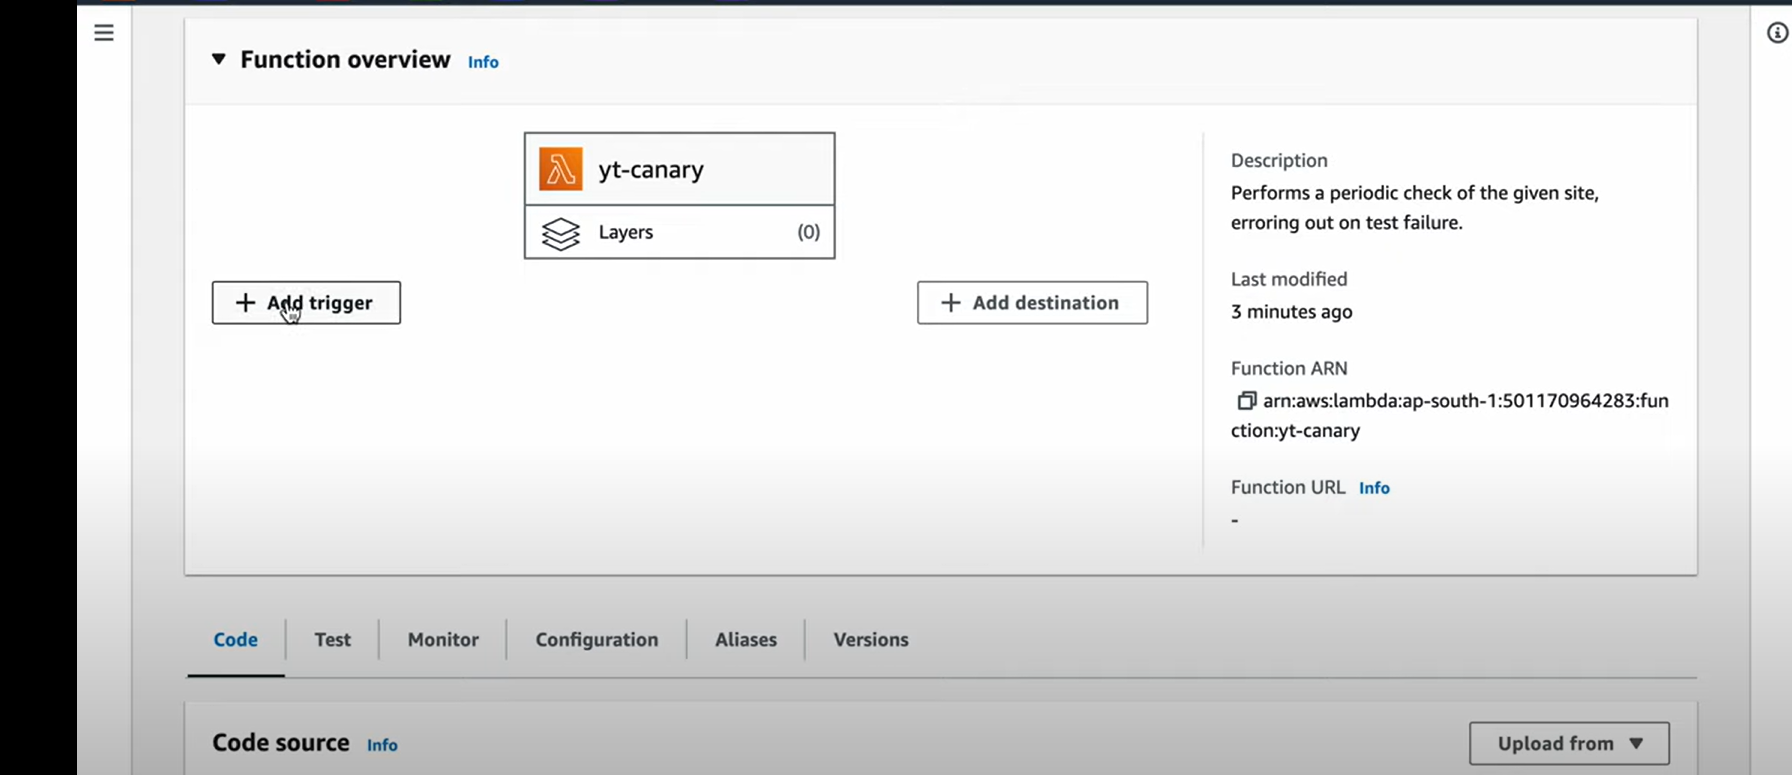 Function overview Info
yt-canary
Layers (0)
Add trigger
Add destination
Description
Performs a periodic check of the given site,
erroring out on test failure.
Last modified
3 minutes ago
Function ARN
arn:aws:lambda:ap-south-1:501170964283:fun
ction:yt-canary
Function URL Info
-
Code Test Monitor Configuration Aliases Versions
Code source Info
Upload from